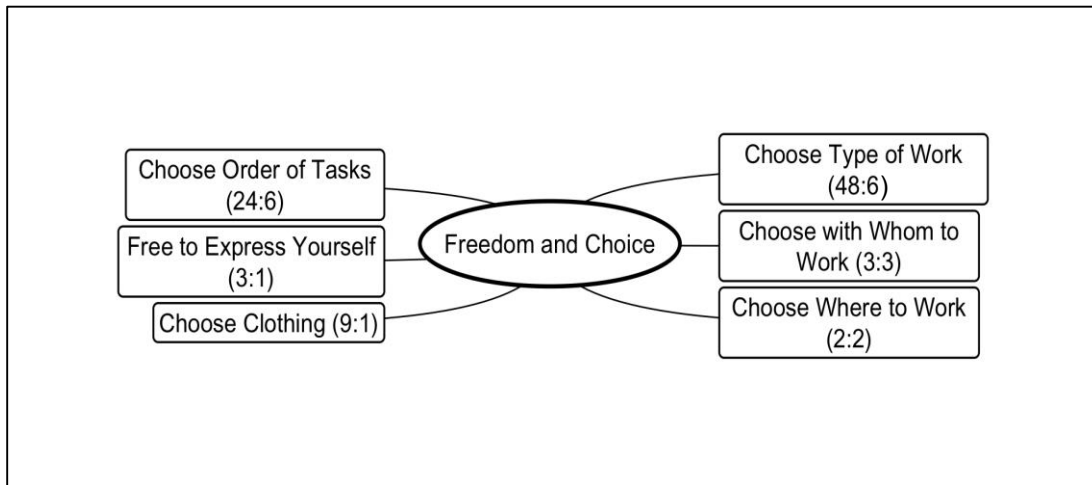 Choose Order of Tasks
(24:6)
Free to Express Yourself
(3:1)
Choose Clothing (9:1)
Freedom and Choice
Choose Type of Work
(48:6)
Choose with Whom to
Work (3:3)
Choose Where to Work
(2:2)